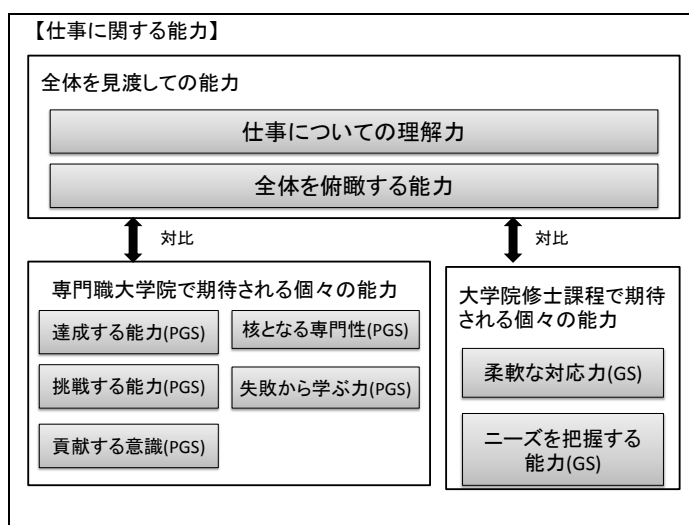 【仕事に関する能力】
全体を見渡しての能力
仕事についての理解力
全体を俯瞰する能力
対比
対比
専門職大学院で期待される個々の能力
達成する能力(PGS)
核となる専門性(PGS)
挑戦する能力(PGS)
失敗から学ぶ力(PGS)
貢献する意識(PGS)
大学院修士課程で期待
される個々の能力
柔軟な対応力(GS)
ニーズを把握する
能力(GS)